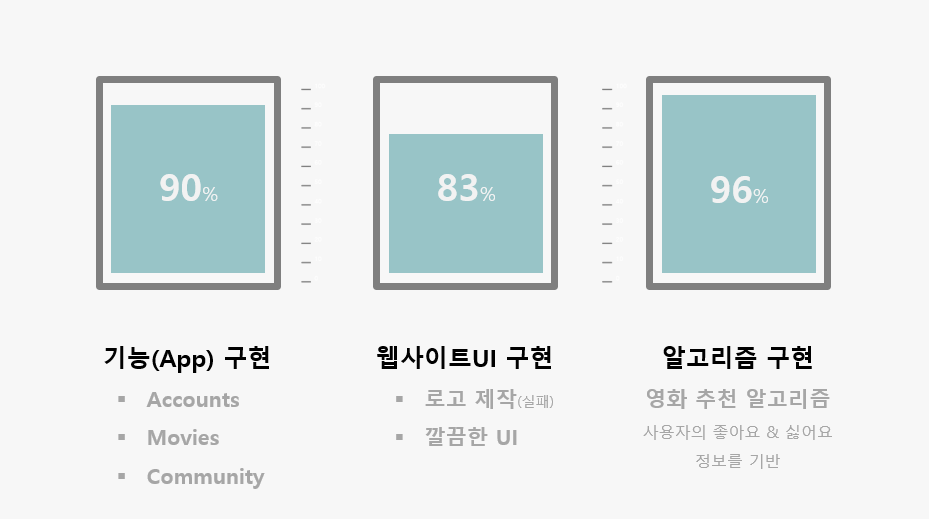 90%
83%
96%
기능(App) 구현
▪ Accounts
▪ Movies
▪ Community
웹사이트UI 구현
▪ 로고 제작(실패)
▪ 깔끔한 UI
알고리즘 구현
영화 추천 알고리즘
사용자의 좋아요 & 싫어요
정보를 기반